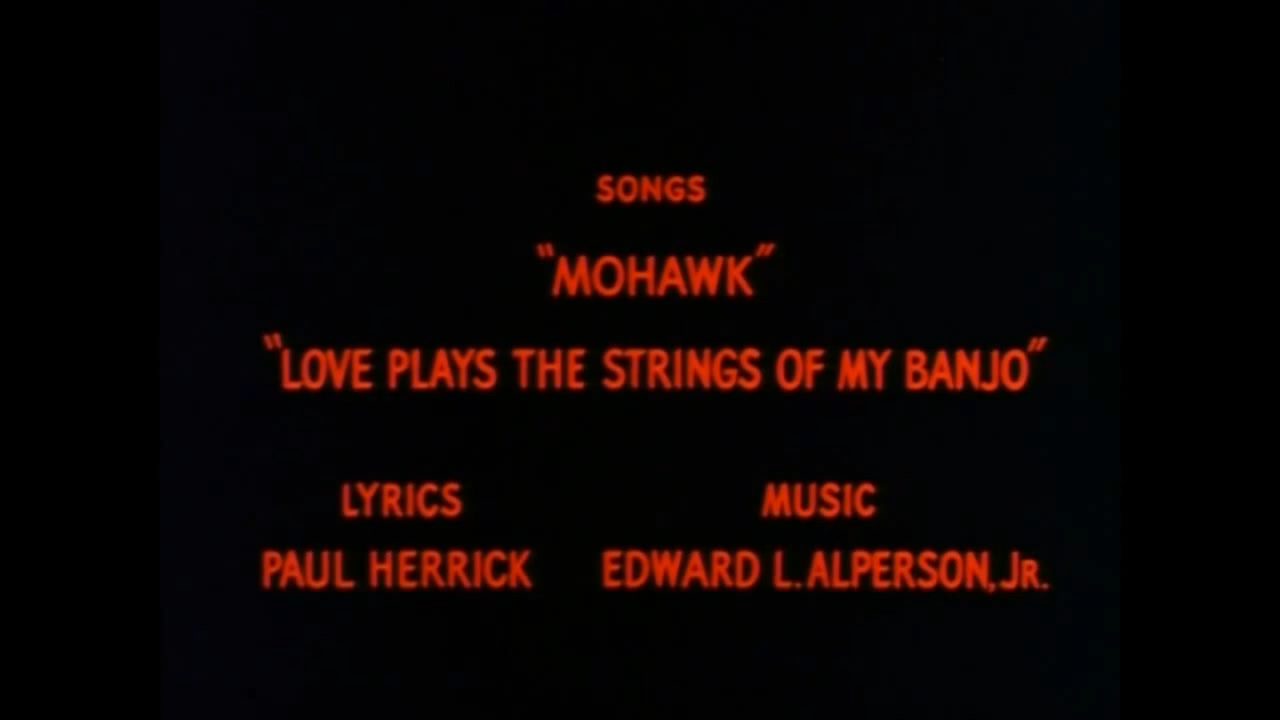 SONGS
"MOHAWK"
"LOVE PLAYS THE STRINGS OF MY BANJO"
LYRICS MUSIC
PAUL HERRICK EDWARD L. ALPERSON, JR.